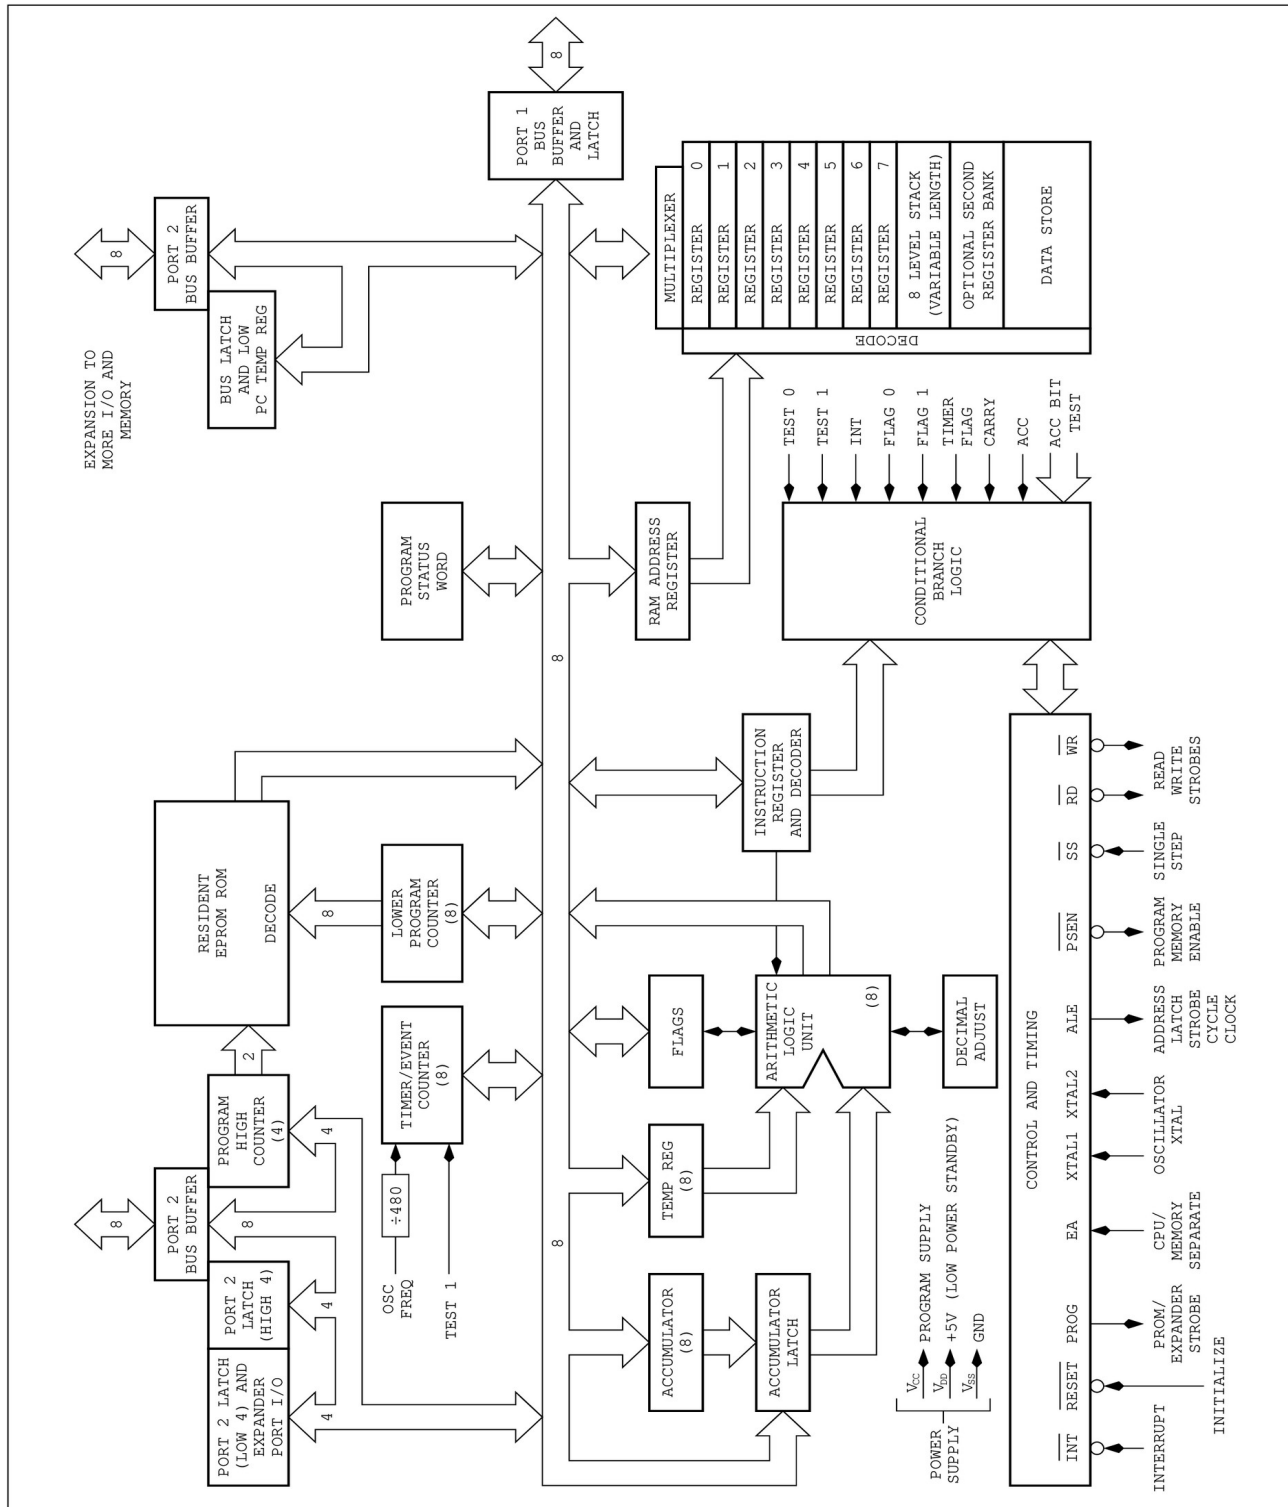 EXPANSION TO
MORE I/O AND
MEMORY
8
PORT 2
BUS BUFFER
8
PORT 2
BUS BUFFER
PORT 2 LATCH
(LOW 4) AND
EXPANDER
PORT I/O
PORT 2
LATCH
(HIGH 4)
PROGRAM
HIGH
COUNTER
(4)
2
RESIDENT
EPROM ROM
DECODE
BUS LATCH
AND LOW
PC TEMP REG
4
4
8
4
OSC
FREQ
÷480
TEST 1
TIMER/EVENT
COUNTER
(8)
8
LOWER
PROGRAM
COUNTER
(8)
PROGRAM
STATUS
WORD
8
8
PORT 1
BUS
BUFFER
AND
LATCH
8
ACCUMULATOR
(8)
TEMP REG
(8)
FLAGS
ACCUMULATOR
LATCH
ARITHMETIC
LOGIC
UNIT
(8)
INSTRUCTION
REGISTER
AND DECODER
RAM ADDRESS
REGISTER
MULTIPLEXER
REGISTER 0
REGISTER 1
REGISTER 2
REGISTER 3
REGISTER 4
REGISTER 5
REGISTER 6
REGISTER 7
8 LEVEL STACK
(VARIABLE LENGTH)
OPTIONAL SECOND
REGISTER BANK
DATA STORE
DECODE
DECIMAL
ADJUST
CONDITIONAL
BRANCH
LOGIC
TEST 0
TEST 1
INT
FLAG 0
FLAG 1
TIMER
FLAG
CARRY
ACC
ACC BIT
TEST
POWER
SUPPLY
VCC PROGRAM SUPPLY
VDD +5V (LOW POWER STANDBY)
VSS GND
CONTROL AND TIMING
INT
RESET
PROG
EA
XTAL1
XTAL2
ALE
PSEN
SS
RD
WR
INTERRUPT
INITIALIZE
PROM/
EXPANDER
STROBE
CPU/
MEMORY
SEPARATE
OSCILLATOR
XTAL
ADDRESS
LATCH
STROBE
CYCLE
CLOCK
PROGRAM
MEMORY
ENABLE
SINGLE
STEP
READ
WRITE
STROBES